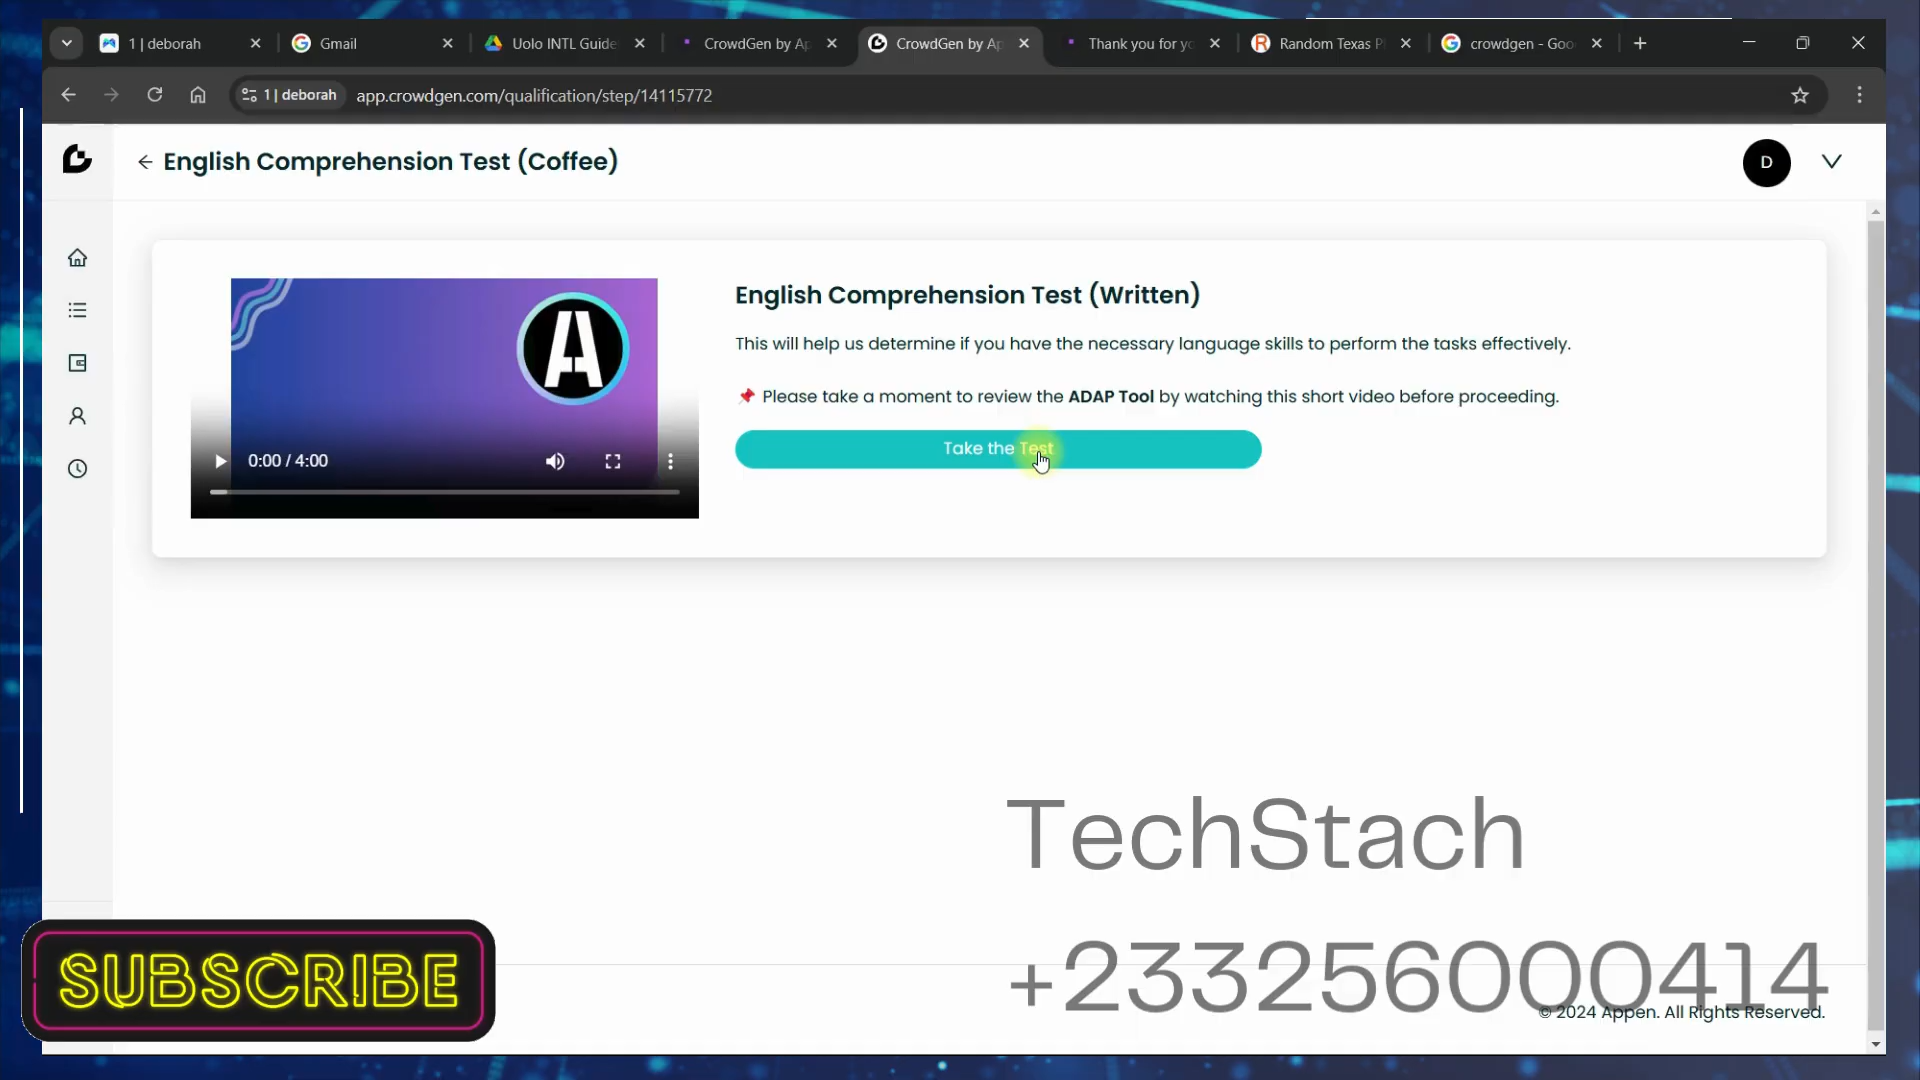 1 | deborah
Gmail
Uolo INTL Guide
CrowdGen by Ap
CrowdGen by Ap
Thank you for yo
Random Texas P
crowdgen - Goo
1 | deborah
app.crowdgen.com/qualification/step/14115772
English Comprehension Test (Coffee)
D
A
English Comprehension Test (Written)
This will help us determine if you have the necessary language skills to perform the tasks effectively.
Please take a moment to review the ADAP Tool by watching this short video before proceeding.
Take the Test
0:00 / 4:00
TechStach
SUBSCRIBE
+233256000414
© 2024 Appen. All Rights Reserved.